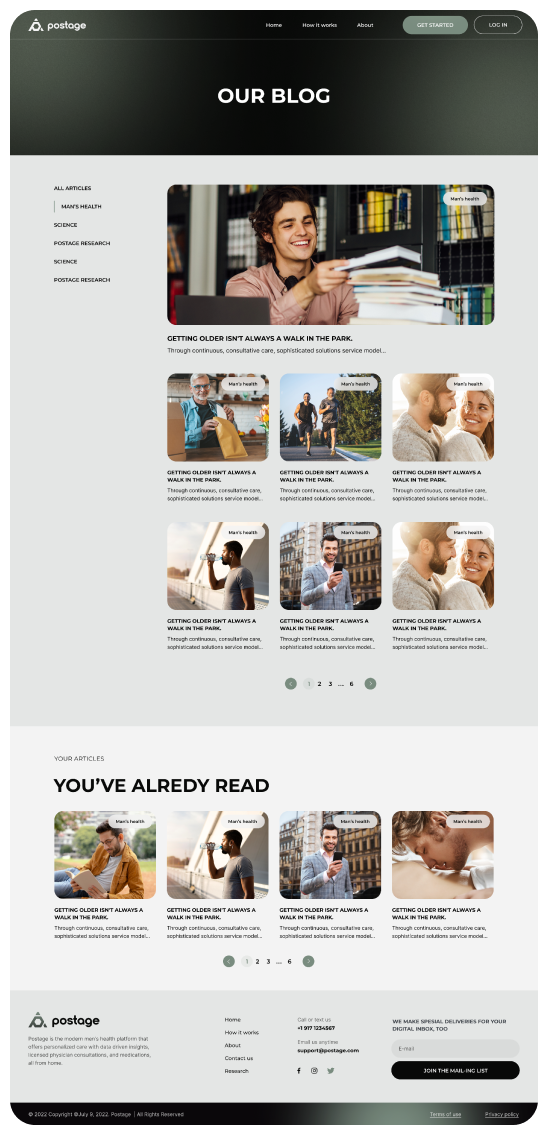 postage
Home How it works About GET STARTED LOG IN
OUR BLOG
ALL ARTICLES
MAN'S HEALTH
SCIENCE
POSTAGE RESEARCH
SCIENCE
POSTAGE RESEARCH
Man's health
GETTING OLDER ISN'T ALWAYS A WALK IN THE PARK.
Through continuous, consultative care, sophisticated solutions service model...
Man's health
GETTING OLDER ISN'T ALWAYS A
WALK IN THE PARK.
Through continuous, consultative care,
sophisticated solutions service model...
Man's health
GETTING OLDER ISN'T ALWAYS A
WALK IN THE PARK.
Through continuous, consultative care,
sophisticated solutions service model...
Man's health
GETTING OLDER ISN'T ALWAYS A
WALK IN THE PARK.
Through continuous, consultative care,
sophisticated solutions service model...
Man's health
GETTING OLDER ISN'T ALWAYS A
WALK IN THE PARK.
Through continuous, consultative care,
sophisticated solutions service model...
Man's health
GETTING OLDER ISN'T ALWAYS A
WALK IN THE PARK.
Through continuous, consultative care,
sophisticated solutions service model...
Man's health
GETTING OLDER ISN'T ALWAYS A
WALK IN THE PARK.
Through continuous, consultative care,
sophisticated solutions service model...
< 1 2 3 .... 6 >
YOUR ARTICLES
YOU'VE ALREDY READ
Man's health
GETTING OLDER ISN'T ALWAYS A
WALK IN THE PARK.
Through continuous, consultative care,
sophisticated solutions service model...
Man's health
GETTING OLDER ISN'T ALWAYS A
WALK IN THE PARK.
Through continuous, consultative care,
sophisticated solutions service model...
Man's health
GETTING OLDER ISN'T ALWAYS A
WALK IN THE PARK.
Through continuous, consultative care,
sophisticated solutions service model...
Man's health
GETTING OLDER ISN'T ALWAYS A
WALK IN THE PARK.
Through continuous, consultative care,
sophisticated solutions service model...
< 1 2 3 .... 6 >
postage
Postage is the modern men's health platform that
offers personalized care with data driven insights,
licensed physician consultations, and medications,
all from home.
Home
How it works
About
Contact us
Research
Call or text us
+1 917 1234567
Email us anytime
support@postage.com
WE MAKE SPESIAL DELIVERIES FOR YOUR
DIGITAL INBOX, TOO
E-mail
JOIN THE MAIL-ING LIST
© 2022 Copyright @July 9, 2022. Postage | All Rights Reserved
Terms of use Privacy policy